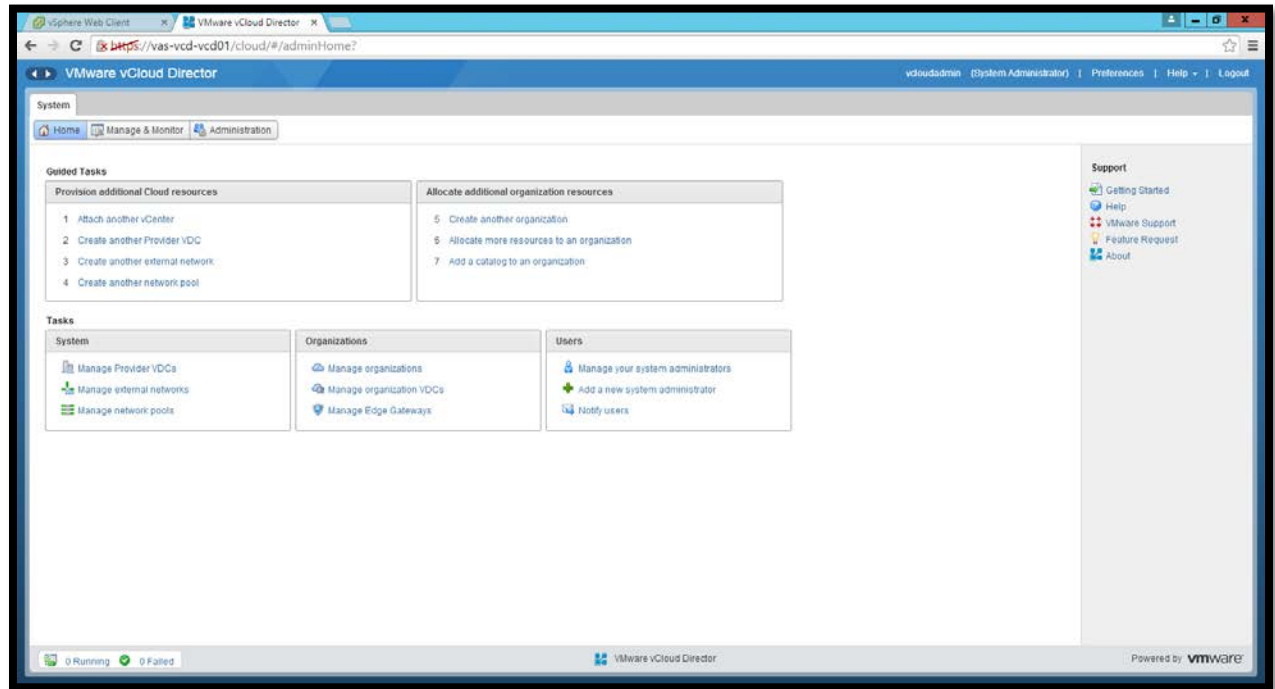 vSphere Web Client
VMware vCloud Director
https://vas-vcd-vcd01/cloud/#/adminHome?
VMware vCloud Director
vcloudadmin (System Administrator) | Preferences | Help | Logout
System
Home
Manage & Monitor
Administration
Guided Tasks
Provision additional Cloud resources
1 Attach another vCenter
2 Create another Provider VDC
3 Create another external network
4 Create another network pool
Allocate additional organization resources
5 Create another organization
6 Allocate more resources to an organization
7 Add a catalog to an organization
Tasks
System
Manage Provider VDCs
Manage external networks
Manage network pools
Organizations
Manage organizations
Manage organization VDCs
Manage Edge Gateways
Users
Manage your system administrators
Add a new system administrator
Notify users
Support
Getting Started
Help
VMware Support
Feature Request
About
0 Running 0 Failed
VMware vCloud Director
Powered by vmware